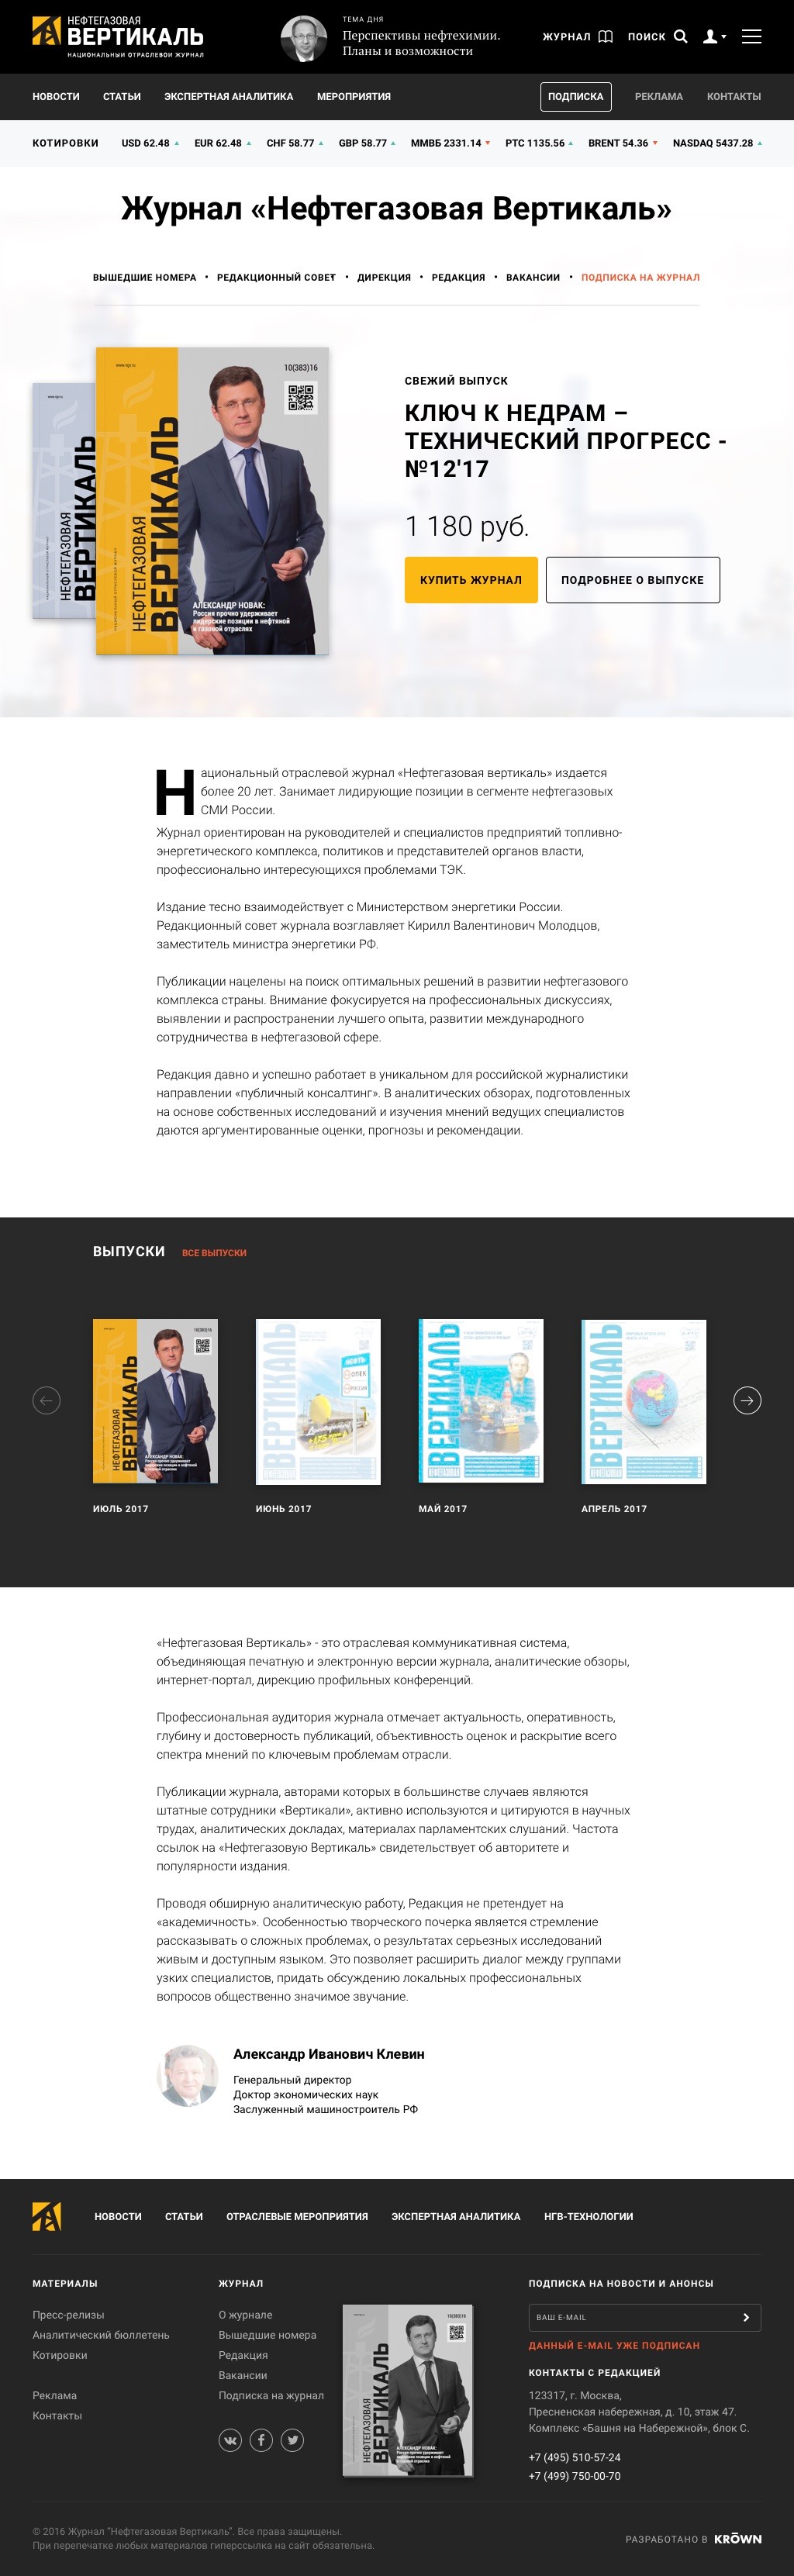 НЕФТЕГАЗОВАЯ
ВЕРТИКАЛЬ
НАЦИОНАЛЬНЫЙ ОТРАСЛЕВОЙ ЖУРНАЛ
ТЕМА ДНЯ
Перспективы нефтехимии.
Планы и возможности
ЖУРНАЛ
ПОИСК
НОВОСТИ СТАТЬИ ЭКСПЕРТНАЯ АНАЛИТИКА МЕРОПРИЯТИЯ ПОДПИСКА РЕКЛАМА КОНТАКТЫ
КОТИРОВКИ USD 62.48 EUR 62.48 CHF 58.77 GBP 58.77 ММВБ 2331.14 РТС 1135.56 BRENT 54.36 NASDAQ 5437.28
Журнал «Нефтегазовая Вертикаль»
ВЫШЕДШИЕ НОМЕРА • РЕДАКЦИОННЫЙ СОВЕТ • ДИРЕКЦИЯ • РЕДАКЦИЯ • ВАКАНСИИ • ПОДПИСКА НА ЖУРНАЛ
НЕФТЕГАЗОВАЯ
ВЕРТИКАЛЬ
10(383)16
НЕФТЕГАЗОВАЯ
ВЕРТИКАЛЬ
АЛЕКСАНДР НОВАК:
Россия прочно удерживает
лидерские позиции в нефтяной
и газовой отраслях
СВЕЖИЙ ВЫПУСК
КЛЮЧ К НЕДРАМ –
ТЕХНИЧЕСКИЙ ПРОГРЕСС -
№12'17
1 180 руб.
КУПИТЬ ЖУРНАЛ
ПОДРОБНЕЕ О ВЫПУСКЕ
Национальный отраслевой журнал «Нефтегазовая вертикаль» издается
более 20 лет. Занимает лидирующие позиции в сегменте нефтегазовых
СМИ России.
Журнал ориентирован на руководителей и специалистов предприятий топливно-
энергетического комплекса, политиков и представителей органов власти,
профессионально интересующихся проблемами ТЭК.
Издание тесно взаимодействует с Министерством энергетики России.
Редакционный совет журнала возглавляет Кирилл Валентинович Молодцов,
заместитель министра энергетики РФ.
Публикации нацелены на поиск оптимальных решений в развитии нефтегазового
комплекса страны. Внимание фокусируется на профессиональных дискуссиях,
выявлении и распространении лучшего опыта, развитии международного
сотрудничества в нефтегазовой сфере.
Редакция давно и успешно работает в уникальном для российской журналистики
направлении «публичный консалтинг». В аналитических обзорах, подготовленных
на основе собственных исследований и изучения мнений ведущих специалистов
даются аргументированные оценки, прогнозы и рекомендации.
ВЫПУСКИ ВСЕ ВЫПУСКИ
НЕФТЕГАЗОВАЯ
ВЕРТИКАЛЬ
ВЕРТИКАЛЬ
НЕФТЬ
ОПЕК
РОССИЯ
ВЕРТИКАЛЬ
ВЕРТИКАЛЬ
ИЮЛЬ 2017
ИЮНЬ 2017
МАЙ 2017
АПРЕЛЬ 2017
«Нефтегазовая Вертикаль» - это отраслевая коммуникативная система,
объединяющая печатную и электронную версии журнала, аналитические обзоры,
интернет-портал, дирекцию профильных конференций.
Профессиональная аудитория журнала отмечает актуальность, оперативность,
глубину и достоверность публикаций, объективность оценок и раскрытие всего
спектра мнений по ключевым проблемам отрасли.
Публикации журнала, авторами которых в большинстве случаев являются
штатные сотрудники «Вертикали», активно используются и цитируются в научных
трудах, аналитических докладах, материалах парламентских слушаний. Частота
ссылок на «Нефтегазовую Вертикаль» свидетельствует об авторитете и
популярности издания.
Проводя обширную аналитическую работу, Редакция не претендует на
«академичность». Особенностью творческого почерка является стремление
рассказывать о сложных проблемах, о результатах серьезных исследований
живым и доступным языком. Это позволяет расширить диалог между группами
узких специалистов, придать обсуждению локальных профессиональных
вопросов общественно значимое звучание.
Александр Иванович Клевин
Генеральный директор
Доктор экономических наук
Заслуженный машиностроитель РФ
НОВОСТИ СТАТЬИ ОТРАСЛЕВЫЕ МЕРОПРИЯТИЯ ЭКСПЕРТНАЯ АНАЛИТИКА НГВ-ТЕХНОЛОГИИ
МАТЕРИАЛЫ
Пресс-релизы
Аналитический бюллетень
Котировки
Реклама
Контакты
ЖУРНАЛ
О журнале
Вышедшие номера
Редакция
Вакансии
Подписка на журнал
НЕФТЕГАЗОВАЯ
ВЕРТИКАЛЬ
ПОДПИСКА НА НОВОСТИ И АНОНСЫ
ВАШ E-MAIL
ДАННЫЙ E-MAIL УЖЕ ПОДПИСАН
КОНТАКТЫ С РЕДАКЦИЕЙ
123317, г. Москва,
Пресненская набережная, д. 10, этаж 47.
Комплекс «Башня на Набережной», блок С.
+7 (495) 510-57-24
+7 (499) 750-00-70
© 2016 Журнал "Нефтегазовая Вертикаль". Все права защищены.
При перепечатке любых материалов гиперссылка на сайт обязательна.
РАЗРАБОТАНО В KRŌWN